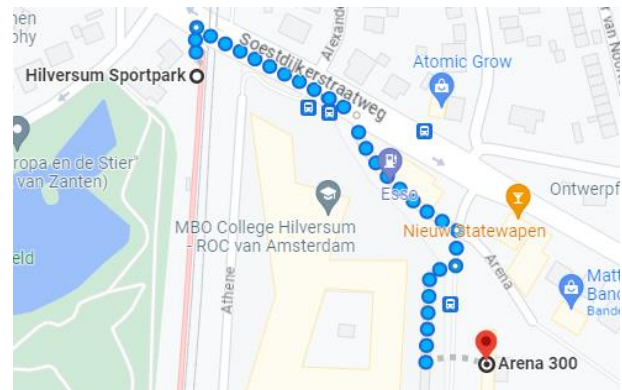 Hilversum Sportpark
Soestdijkerstraatweg
Atomic Grow
ropa en de Stier"
van Zanten)
Esso
Ontwerpf
MBO College Hilversum
- ROC van Amsterdam
Nieuw Statewapen
eld
Athene
Arena
Matt
Band
Bande
Arena 300